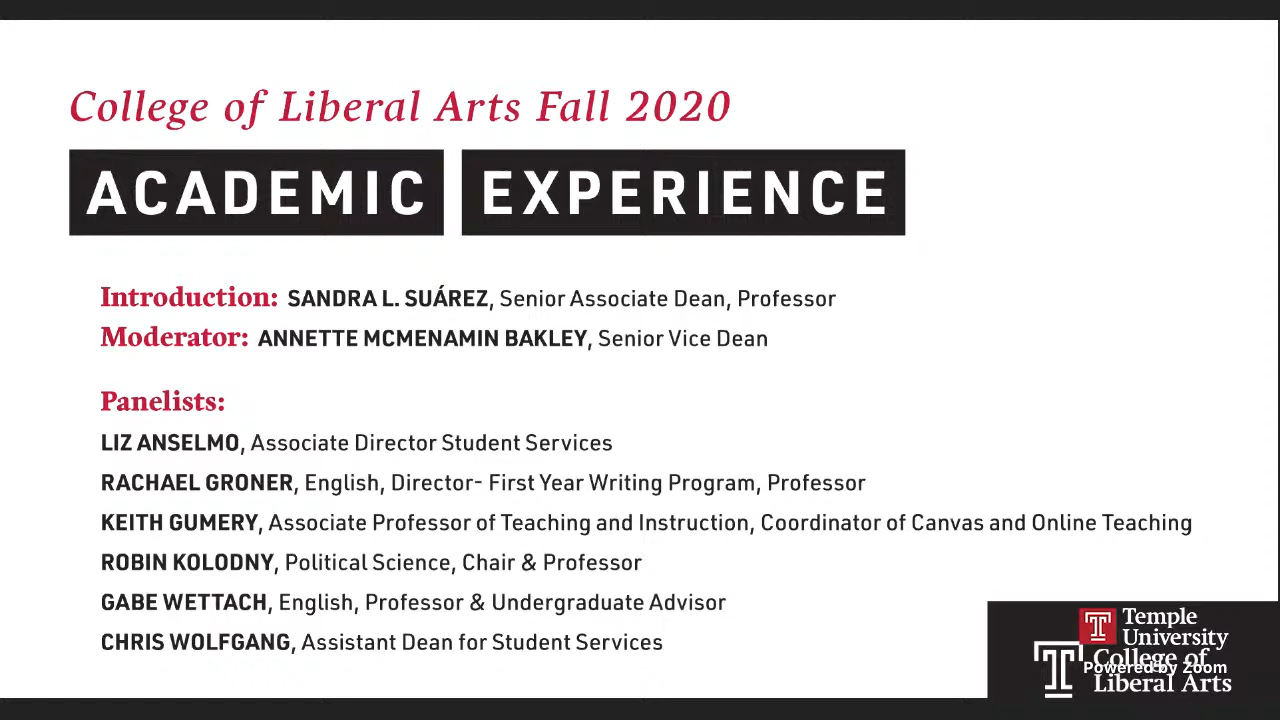 College of Liberal Arts Fall 2020
ACADEMIC EXPERIENCE
Introduction: SANDRA L. SUÁREZ, Senior Associate Dean, Professor
Moderator: ANNETTE MCMENAMIN BAKLEY, Senior Vice Dean
Panelists:
LIZ ANSELMO, Associate Director Student Services
RACHAEL GRONER, English, Director- First Year Writing Program, Professor
KEITH GUMERY, Associate Professor of Teaching and Instruction, Coordinator of Canvas and Online Teaching
ROBIN KOLODNY, Political Science, Chair & Professor
GABE WETTACH, English, Professor & Undergraduate Advisor
CHRIS WOLFGANG, Assistant Dean for Student Services
Temple
University
College of
Powered by Zoom
Liberal Arts